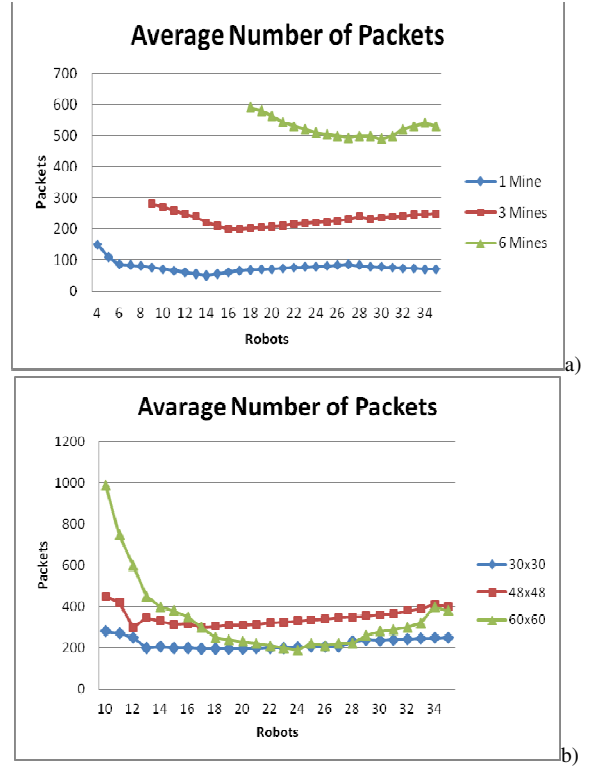 Average Number of Packets
700
600
500
400
300
200
100
0
Packets
4 6 8 10 12 14 16 18 20 22 24 26 28 30 32 34
Robots
1 Mine
3 Mines
6 Mines
a)
Avarage Number of Packets
1200
1000
800
600
400
200
0
Packets
10 12 14 16 18 20 22 24 26 28 30 32 34
Robots
30x30
48x48
60x60
b)